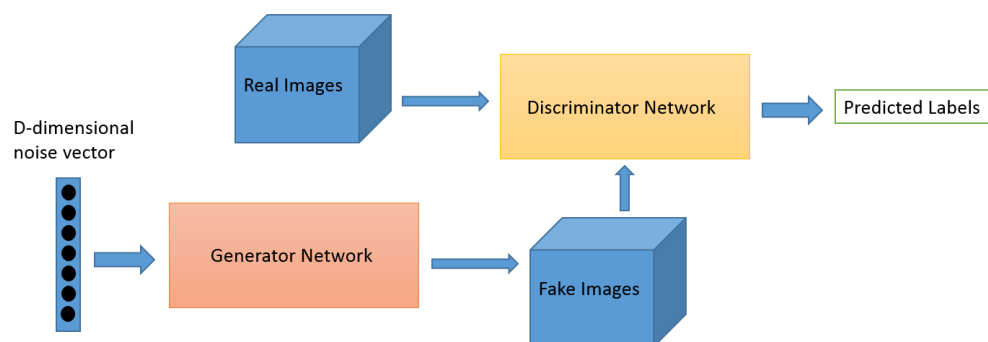 Real Images
Discriminator Network
Predicted Labels
D-dimensional
noise vector
Generator Network
Fake Images